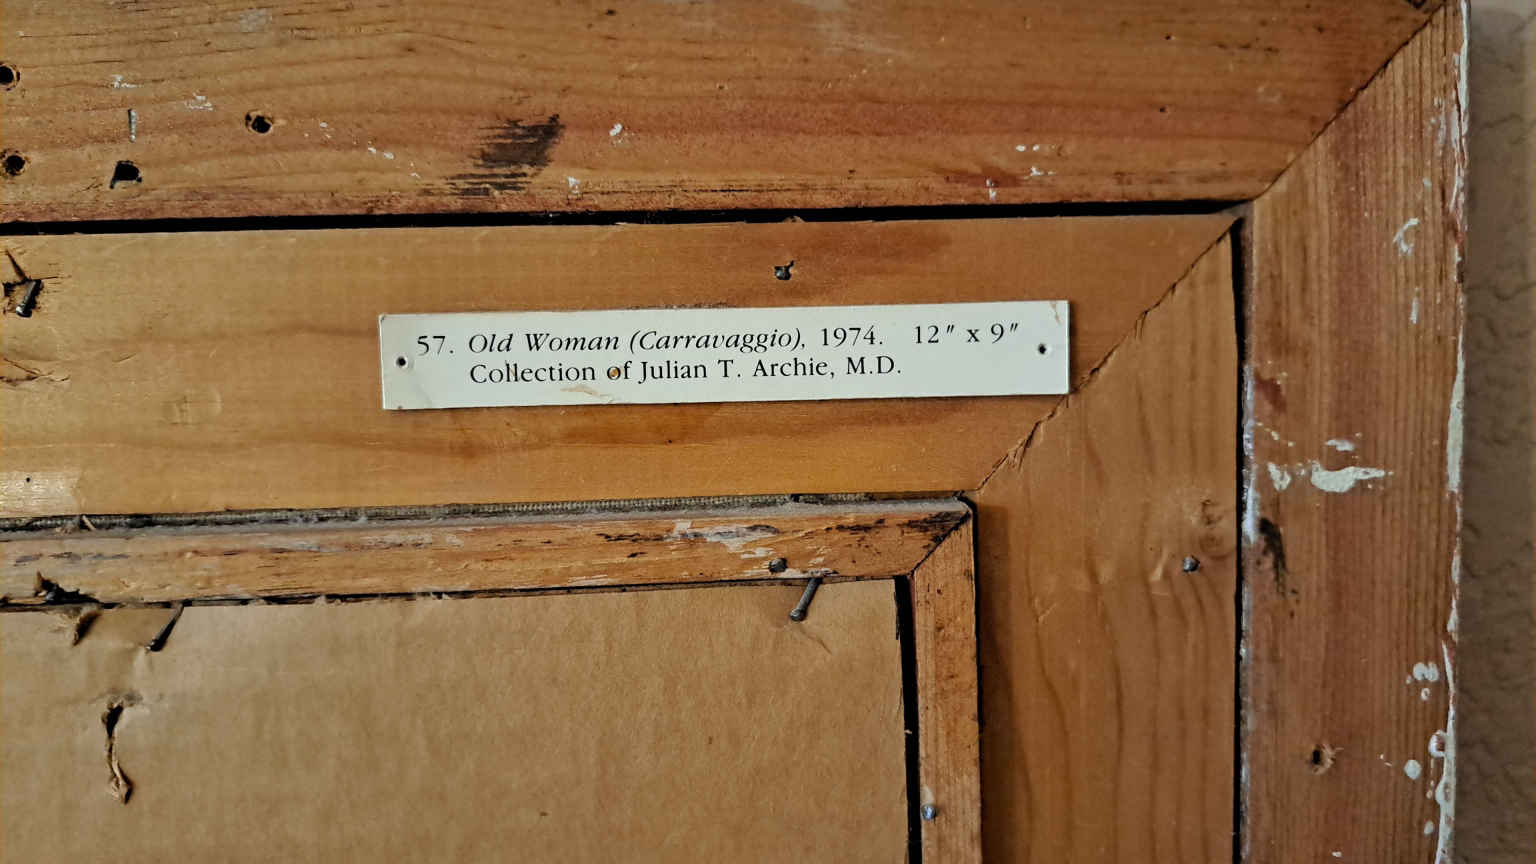 57. Old Woman (Carravaggio), 1974. 12" x 9"
Collection of Julian T. Archie, M.D.